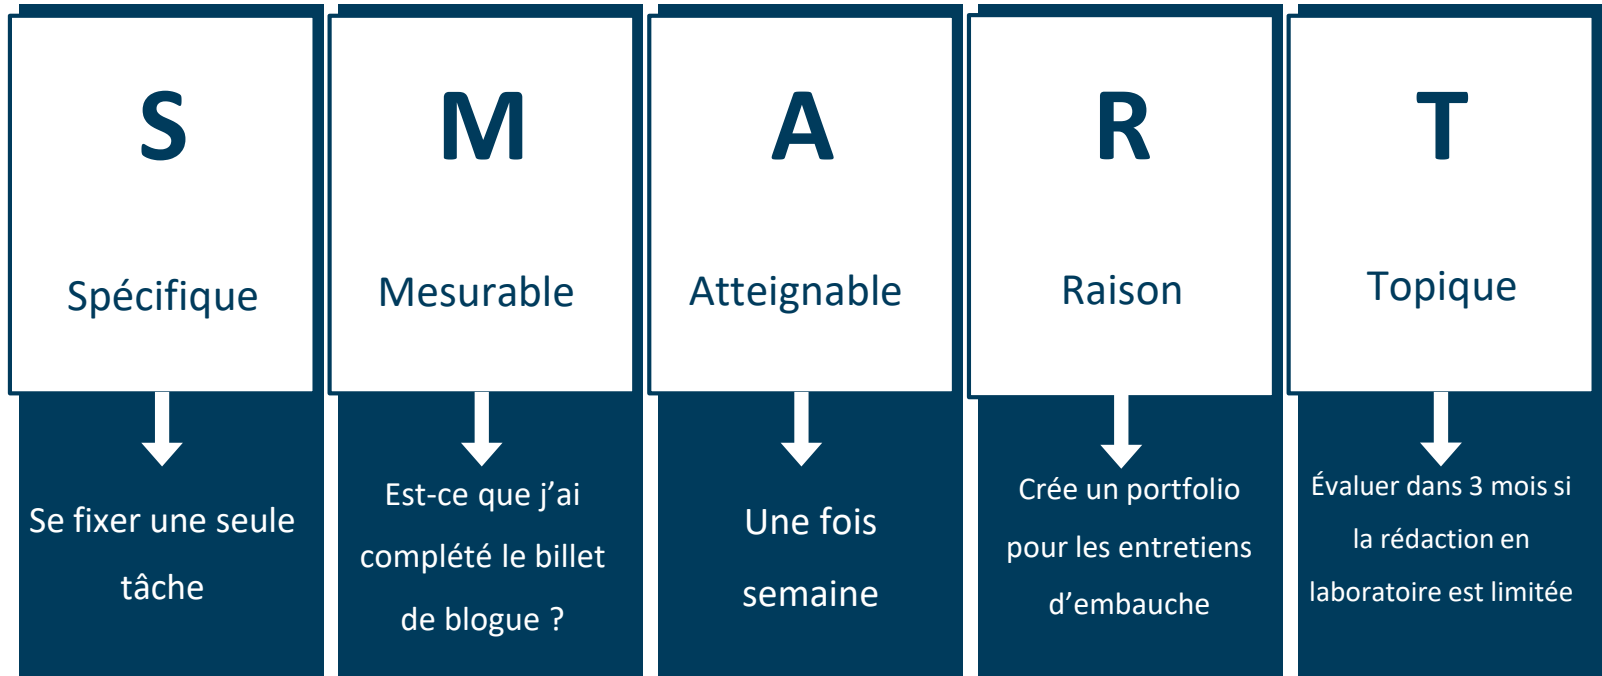 S
Spécifique
Se fixer une seule
tâche
M
Mesurable
Est-ce que j’ai
complété le billet
de blogue ?
A
Atteignable
Une fois
semaine
R
Raison
Crée un portfolio
pour les entretiens
d’embauche
T
Topique
Évaluer dans 3 mois si
la rédaction en
laboratoire est limitée